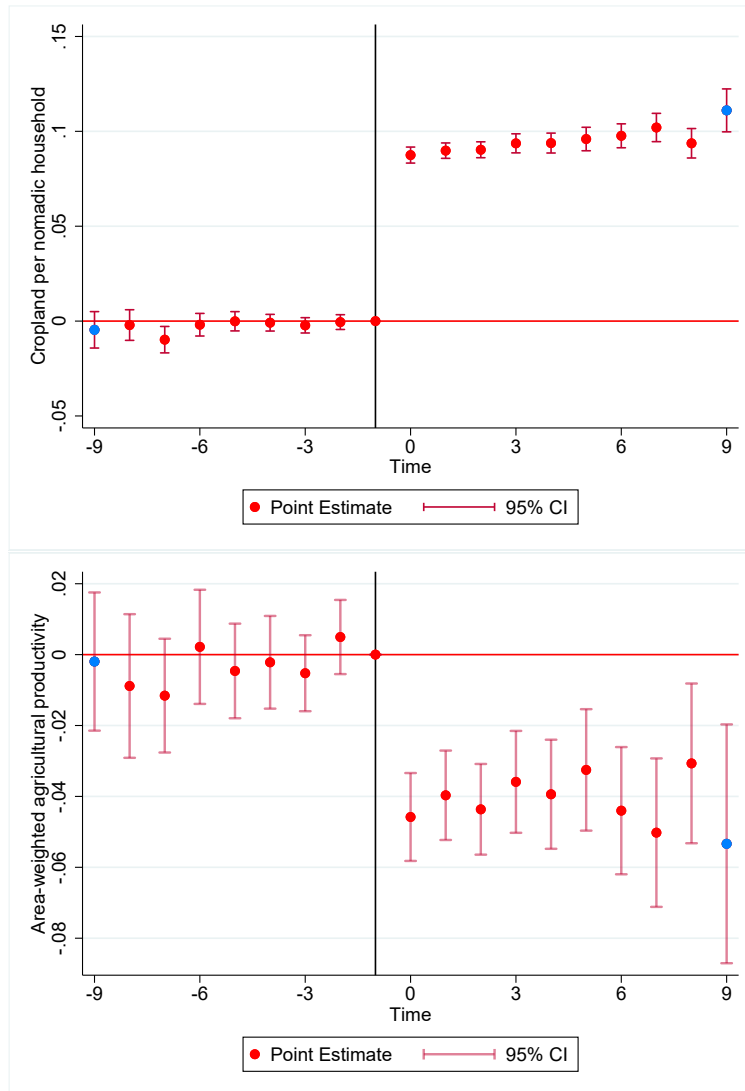 Cropland per nomadic household
.15
.1
.05
0
-.05
-9 -6 -3 0 3 6 9
Time
Point Estimate 95% CI
Area-weighted agricultural productivity
.02
0
-.02
-.04
-.06
-.08
-9 -6 -3 0 3 6 9
Time
Point Estimate 95% CI